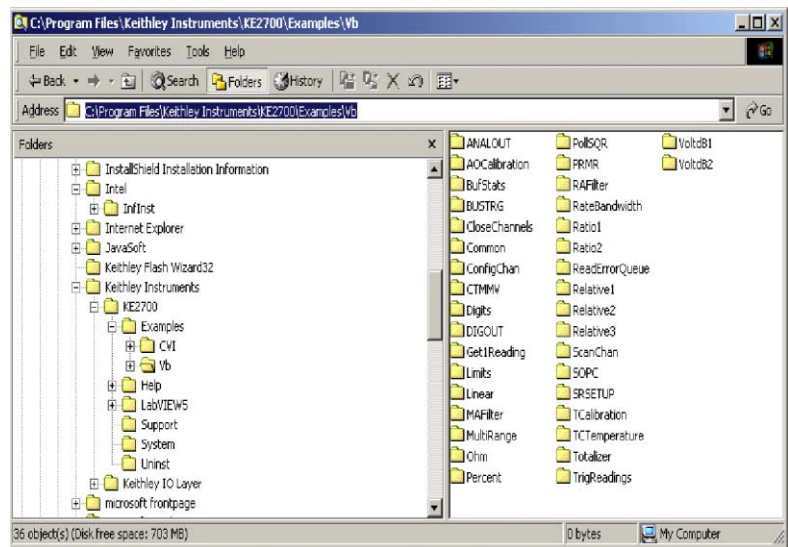 C:\Program Files\Keithley Instruments\KE2700\Examples\Vb
File Edit View Favorites Tools Help
Back Search Folders History
Address C:\Program Files\Keithley Instruments\KE2700\Examples\Vb Go
Folders x
InstallShield Installation Information
Intel
InfInst
Internet Explorer
JavaSoft
Keithley Flash Wizard32
Keithley Instruments
KE2700
Examples
CVI
Vb
Help
LabVIEW5
Support
System
Uninst
Keithley IO Layer
microsoft frontpage
ANALOUT
AOCalibration
BufStats
BUSTRG
CloseChannels
Common
ConfigChan
CTMMV
Digits
DIGOUT
Get1Reading
Limits
Linear
MAFilter
MultiRange
Ohm
Percent
PollSQR
PRMR
RAFilter
RateBandwidth
Ratio1
Ratio2
ReadErrorQueue
Relative1
Relative2
Relative3
ScanChan
SOPC
SRSETUP
TCalibration
TCTemperature
Totalizer
TrigReadings
VoltdB1
VoltdB2
36 object(s) (Disk free space: 703 MB) 0 bytes My Computer